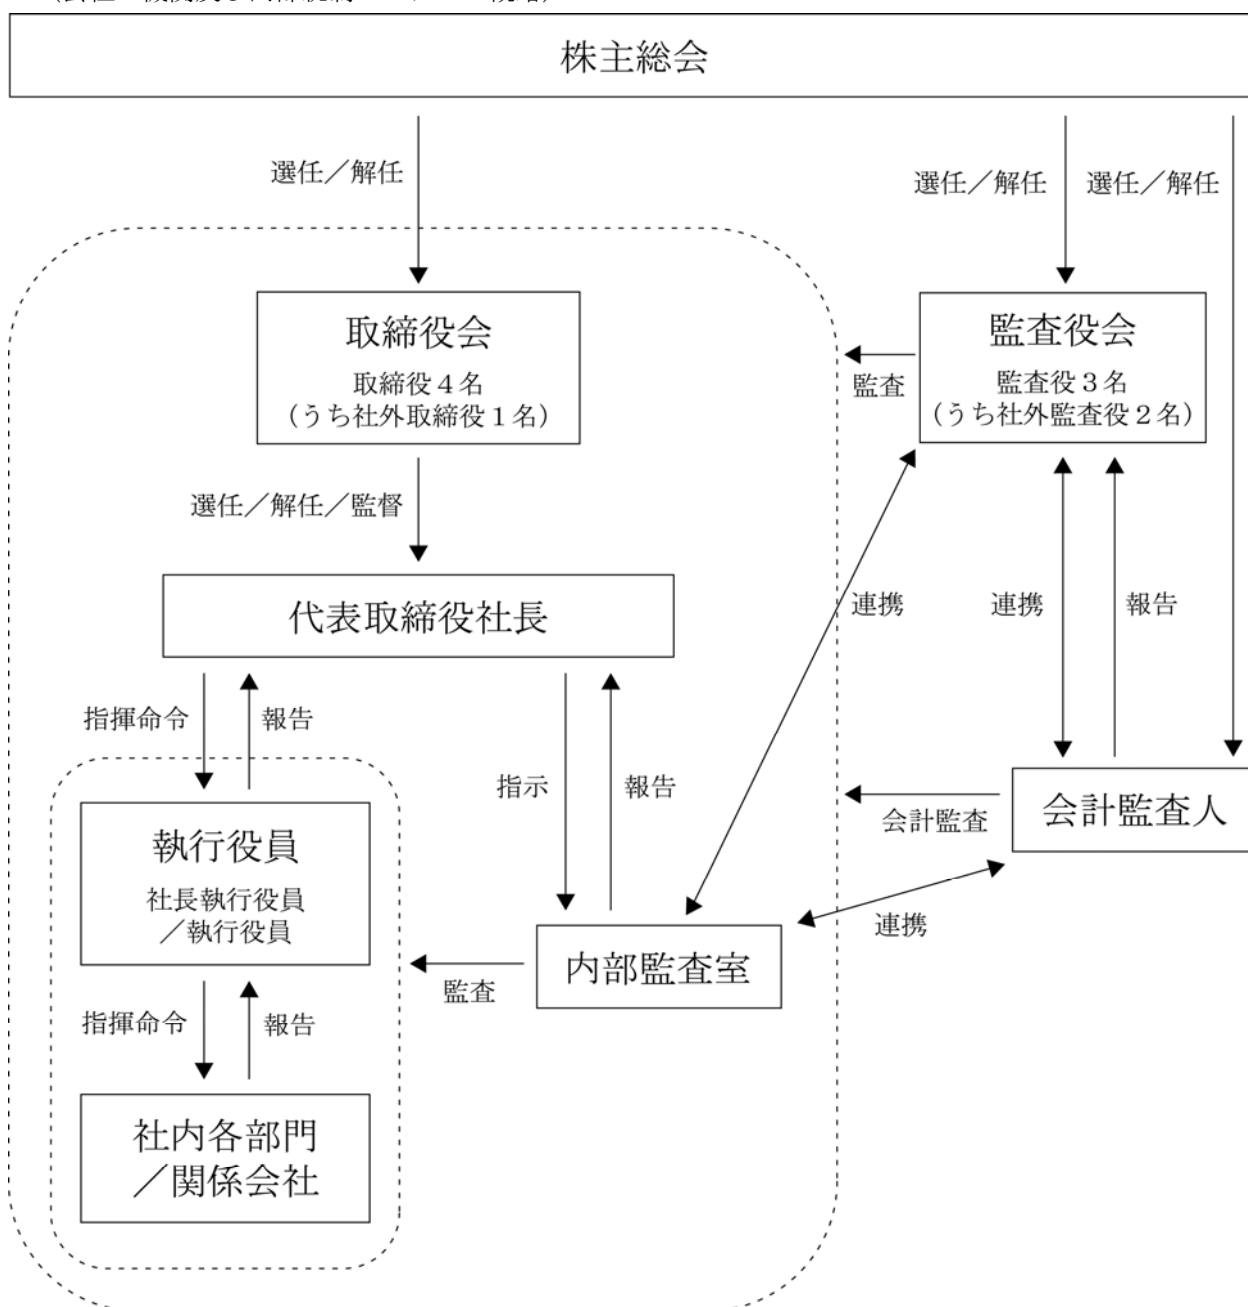 株主総会
選任／解任
選任／解任
選任／解任
取締役会
取締役４名
（うち社外取締役１名）
監査役会
監査役３名
（うち社外監査役２名）
監査
選任／解任／監督
代表取締役社長
連携
連携
報告
指揮命令
報告
指示
報告
会計監査人
会計監査
執行役員
社長執行役員
／執行役員
連携
内部監査室
監査
指揮命令
報告
社内各部門
／関係会社